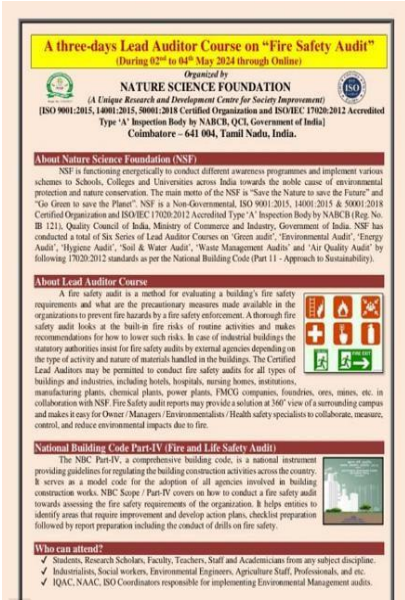 A three-days Lead Auditor Course on “Fire Safety Audit”
(During 02nd to 04th May 2024 through Online)
Organized by
NATURE SCIENCE FOUNDATION
(A Unique Research and Development Centre for Society Improvement)
[ISO 9001:2015, 14001:2015, 50001:2018 Certified Organization and ISO/IEC 17020:2012 Accredited
Type ‘A’ Inspection Body by NABCB, QCI, Government of India]
Coimbatore – 641 004, Tamil Nadu, India.
ISO
About Nature Science Foundation (NSF)
NSF is functioning energetically to conduct different awareness programmes and implement various
schemes to Schools, Colleges and Universities across India towards the noble cause of environmental
protection and nature conservation. The main motto of the NSF is “Save the Nature to save the Future” and
“Go Green to save the Planet”. NSF is a Non-Governmental, ISO 9001:2015, 14001:2015 & 50001:2018
Certified Organization and ISO/IEC 17020:2012 Accredited Type ‘A’ Inspection Body by NABCB (Reg. No.
IB 121), Quality Council of India, Ministry of Commerce and Industry, Government of India. NSF has
conducted a total of Six Series of Lead Auditor Courses on ‘Green audit’, ‘Environmental Audit’, ‘Energy
Audit’, ‘Hygiene Audit’, ‘Soil & Water Audit’, ‘Waste Management Audits’ and ‘Air Quality Audit’ by
following 17020:2012 standards as per the National Building Code (Part 11 - Approach to Sustainability).
About Lead Auditor Course
A fire safety audit is a method for evaluating a building’s fire safety
requirements and what are the precautionary measures made available in the
organizations to prevent fire hazards by a fire safety enforcement. A thorough fire
safety audit looks at the built-in fire risks of routine activities and makes
recommendations for how to lower such risks. In case of industrial buildings the
statutory authorities insist for fire safety audits by external agencies depending on
the type of activity and nature of materials handled in the buildings. The Certified
Lead Auditors may be permitted to conduct fire safety audits for all types of
buildings and industries, including hotels, hospitals, nursing homes, institutions,
manufacturing plants, chemical plants, power plants, FMCG companies, foundries, ores, mines, etc. in
collaboration with NSF. Fire Safety audit reports may provide a solution at 360° view of a surrounding campus
and makes it easy for Owner / Managers / Environmentalists / Health safety specialists to collaborate, measure,
control, and reduce environmental impacts due to fire.
National Building Code Part-IV (Fire and Life Safety Audit)
The NBC Part-IV, a comprehensive building code, is a national instrument
providing guidelines for regulating the building construction activities across the country.
It serves as a model code for the adoption of all agencies involved in building
construction works. NBC Scope / Part-IV covers on how to conduct a fire safety audit
towards assessing the fire safety requirements of the organization. It helps entities to
identify areas that require improvement and develop action plans, checklist preparation
followed by report preparation including the conduct of drills on fire safety.
Who can attend?
✓ Students, Research Scholars, Faculty, Teachers, Staff and Academicians from any subject discipline.
✓ Industrialists, Social workers, Environmental Engineers, Agriculture Staff, Professionals, and etc.
✓ IQAC, NAAC, ISO Coordinators responsible for implementing Environmental Management audits.